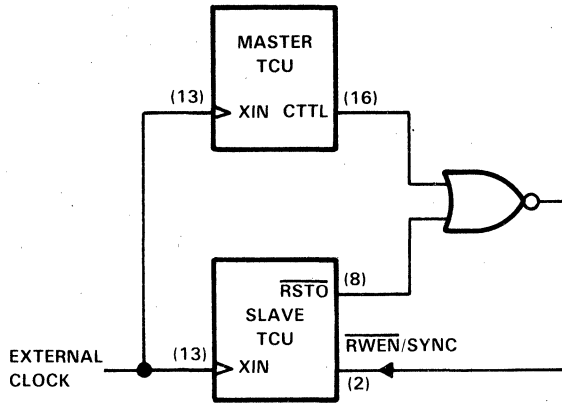 MASTER
TCU
(13)
XIN CTTL
(16)
RSTO
(8)
SLAVE
TCU
RWEN/SYNC
(13)
XIN
(2)
EXTERNAL
CLOCK